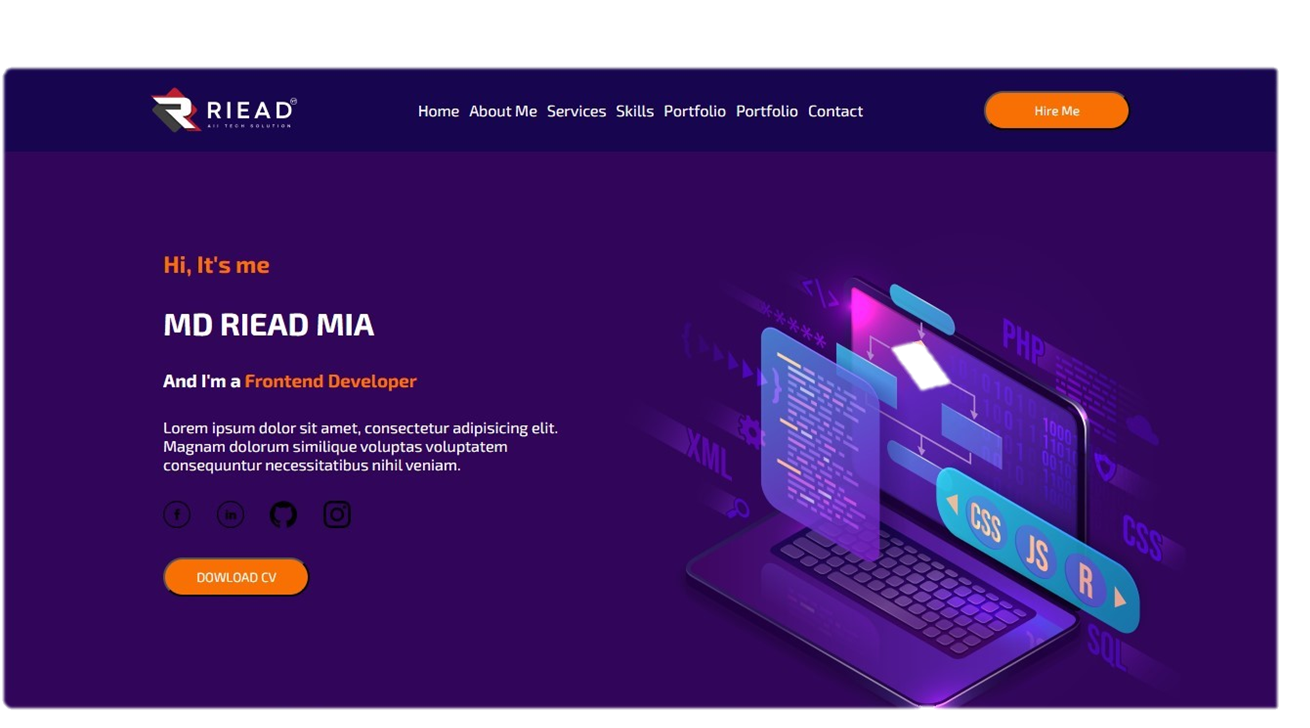 RIEAD
AII TECH SOLUTION
Home About Me Services Skills Portfolio Portfolio Contact
Hire Me
Hi, It's me
MD RIEAD MIA
And I'm a Frontend Developer
Lorem ipsum dolor sit amet, consectetur adipisicing elit.
Magnam dolorum similique voluptas voluptatem
consequuntur necessitatibus nihil veniam.
DOWLOAD CV
</>
*****
PHP
XML
CSS
JS
R
CSS
SQL